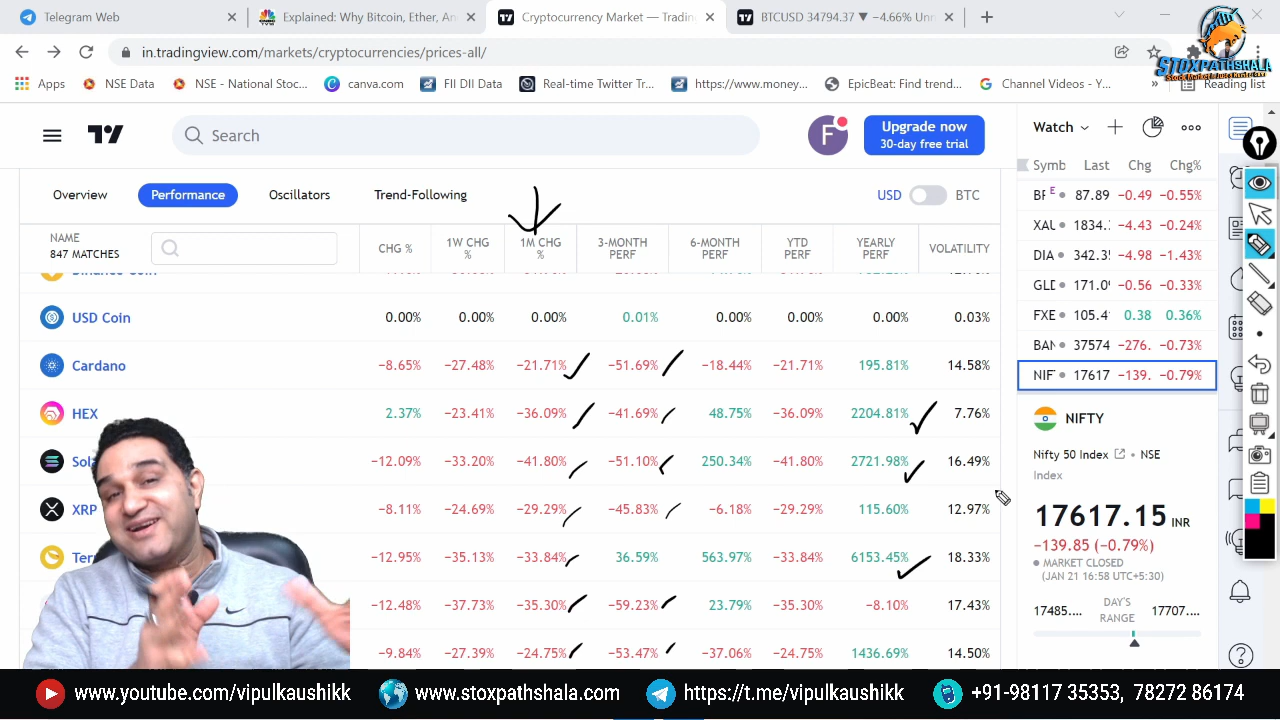 Telegram Web
Explained: Why Bitcoin, Ether, An
Cryptocurrency Market — Tradin
BTCUSD 34794.37 ▼ −4.66% Unn
in.tradingview.com/markets/cryptocurrencies/prices-all/
STOXPATHSHALA
Apps
NSE Data
NSE - National Stoc...
canva.com
FII DII Data
Real-time Twitter Tr...
https://www.money...
EpicBeat: Find trend...
Channel Videos - Y...
»
Reading list
Search
F
Upgrade now
30-day free trial
Watch
Symb Last Chg Chg%
Overview
Performance
Oscillators
Trend-Following
USD
BTC
NAME
847 MATCHES
CHG %
1W CHG %
1M CHG %
3-MONTH PERF
6-MONTH PERF
YTD PERF
YEARLY PERF
VOLATILITY
USD Coin 0.00% 0.00% 0.00% 0.01% 0.00% 0.00% 0.00% 0.03%
Cardano −8.65% −27.48% −21.71% −51.69% −18.44% −21.71% 195.81% 14.58%
HEX 2.37% −23.41% −36.09% −41.69% 48.75% −36.09% 2204.81% 7.76%
Sola −12.09% −33.20% −41.80% −51.10% 250.34% −41.80% 2721.98% 16.49%
XRP −8.11% −24.69% −29.29% −45.83% −6.18% −29.29% 115.60% 12.97%
Terr −12.95% −35.13% −33.84% 36.59% 563.97% −33.84% 6153.45% 18.33%
−12.48% −37.73% −35.30% −59.23% 23.79% −35.30% −8.10% 17.43%
−9.84% −27.39% −24.75% −53.47% −37.06% −24.75% 1436.69% 14.50%
BF E 87.89 −0.49 −0.55%
XAU 1834. −4.43 −0.24%
DIA 342.3 −4.98 −1.43%
GLD 171.0 −0.56 −0.33%
FXE 105.4 0.38 0.36%
BAN 37574 −276. −0.73%
NIF 17617 −139. −0.79%
NIFTY
Nifty 50 Index • NSE
Index
17617.15 INR
−139.85 (−0.79%)
MARKET CLOSED
(JAN 21 16:58 UTC+5:30)
17485.... DAY'S RANGE 17707....
www.youtube.com/vipulkaushikk
www.stoxpathshala.com
https://t.me/vipulkaushikk
+91-98117 35353, 78272 86174